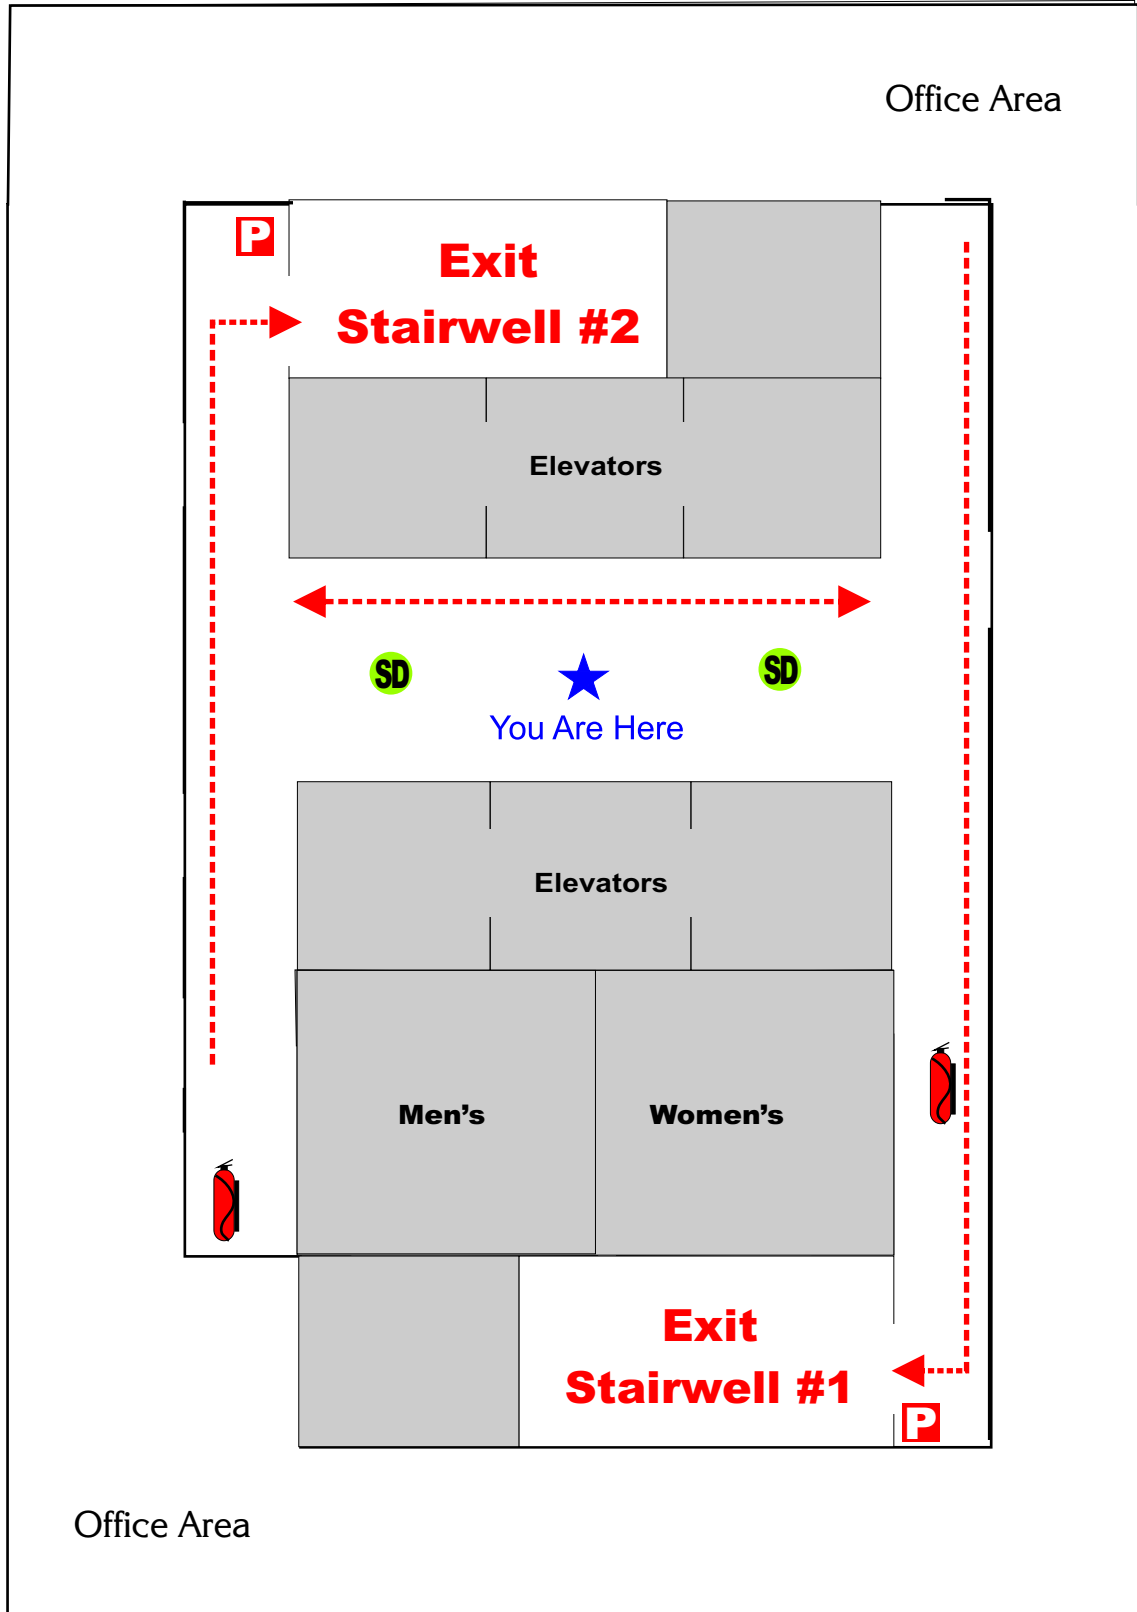 Office Area
P
Exit
Stairwell #2
Elevators
SD
SD
You Are Here
Elevators
Men’s
Women’s
Exit
Stairwell #1
P
Office Area